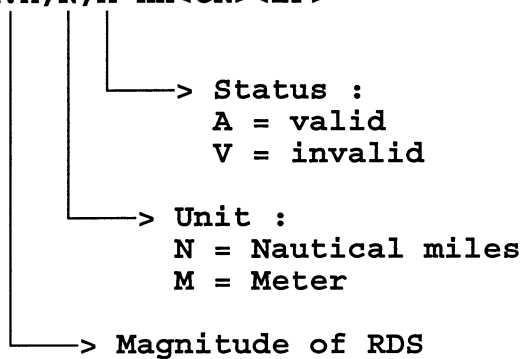 > Status :
A = valid
V = invalid
> Unit :
N = Nautical miles
M = Meter
> Magnitude of RDS